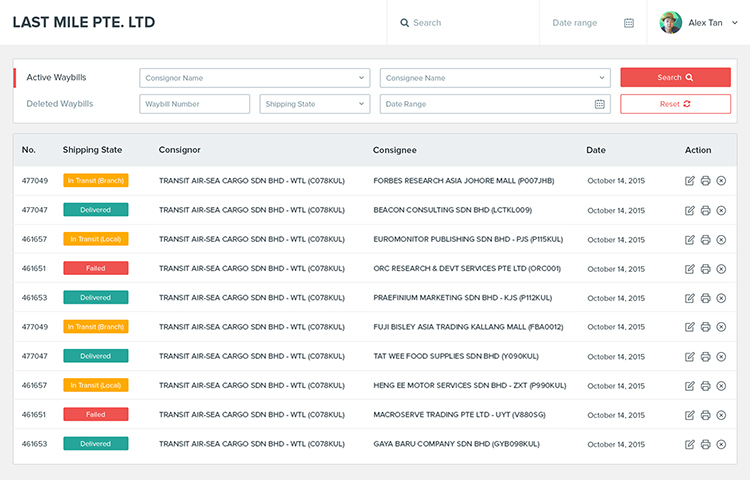 LAST MILE PTE. LTD
Search
Date range
Alex Tan
Active Waybills
Consignor Name
Consignee Name
Search
Deleted Waybills
Waybill Number
Shipping State
Date Range
Reset
No. Shipping State Consignor Consignee Date Action
477049 In Transit (Branch) TRANSIT AIR-SEA CARGO SDN BHD - WTL (C078KUL) FORBES RESEARCH ASIA JOHORE MALL (P007JHB) October 14, 2015
477047 Delivered TRANSIT AIR-SEA CARGO SDN BHD - WTL (C078KUL) BEACON CONSULTING SDN BHD (LCTKL009) October 14, 2015
461657 In Transit (Local) TRANSIT AIR-SEA CARGO SDN BHD - WTL (C078KUL) EUROMONITOR PUBLISHING SDN BHD - PJS (P115KUL) October 14, 2015
461651 Failed TRANSIT AIR-SEA CARGO SDN BHD - WTL (C078KUL) ORC RESEARCH & DEVT SERVICES PTE LTD (ORC001) October 14, 2015
461653 Delivered TRANSIT AIR-SEA CARGO SDN BHD - WTL (C078KUL) PRAEFINIUM MARKETING SDN BHD - KJS (P112KUL) October 14, 2015
477049 In Transit (Branch) TRANSIT AIR-SEA CARGO SDN BHD - WTL (C078KUL) FUJI BISLEY ASIA TRADING KALLANG MALL (FBA0012) October 14, 2015
477047 Delivered TRANSIT AIR-SEA CARGO SDN BHD - WTL (C078KUL) TAT WEE FOOD SUPPLIES SDN BHD (Y090KUL) October 14, 2015
461657 In Transit (Local) TRANSIT AIR-SEA CARGO SDN BHD - WTL (C078KUL) HENG EE MOTOR SERVICES SDN BHD - ZXT (P990KUL) October 14, 2015
461651 Failed TRANSIT AIR-SEA CARGO SDN BHD - WTL (C078KUL) MACROSERVE TRADING PTE LTD - UYT (V880SG) October 14, 2015
461653 Delivered TRANSIT AIR-SEA CARGO SDN BHD - WTL (C078KUL) GAYA BARU COMPANY SDN BHD (GYB098KUL) October 14, 2015